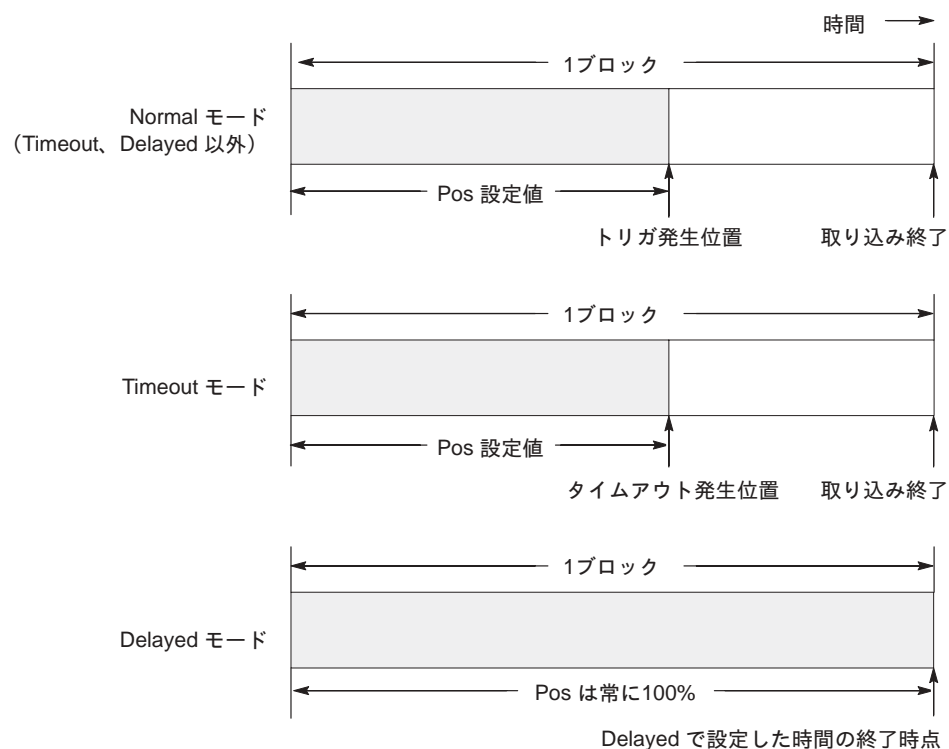 時間
1ブロック
Normal モード
（Timeout、Delayed 以外）
Pos 設定値
トリガ発生位置
取り込み終了
1ブロック
Timeout モード
Pos 設定値
タイムアウト発生位置
取り込み終了
1ブロック
Delayed モード
Pos は常に100%
Delayed で設定した時間の終了時点